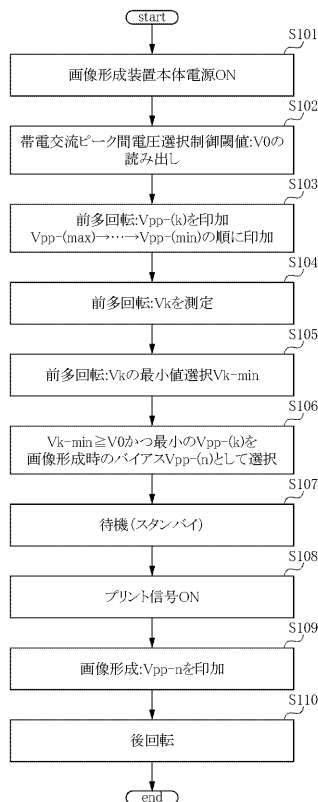 start
S101
画像形成装置本体電源ON
S102
帯電交流ピーク間電圧選択制御閾値:V0の
読み出し
S103
前多回転:Vpp-(k)を印加
Vpp-(max)→…→Vpp-(min)の順に印加
S104
前多回転:Vkを測定
S105
前多回転:Vkの最小値選択Vk-min
S106
Vk-min≧V0かつ最小のVpp-(k)を
画像形成時のバイアスVpp-(n)として選択
S107
待機(スタンバイ)
S108
プリント信号ON
S109
画像形成:Vpp-nを印加
S110
後回転
end